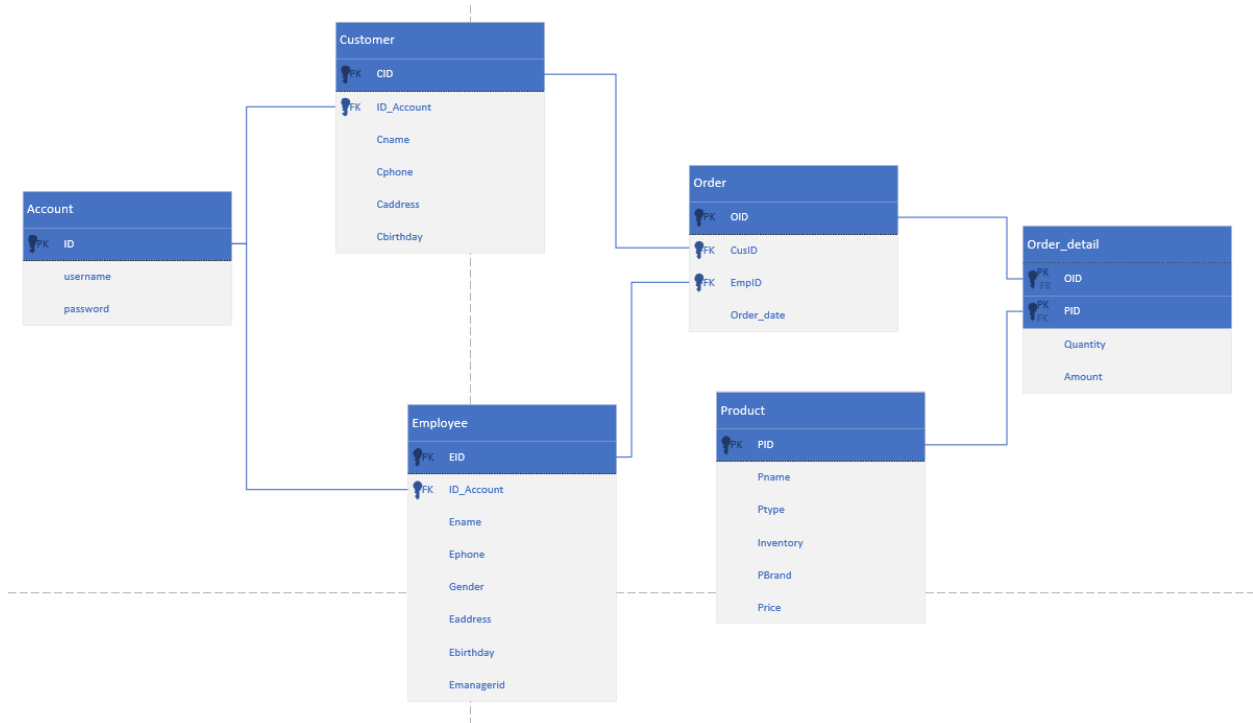 Customer
PK CID
FK ID_Account
Cname
Cphone
Caddress
Cbirthday
Account
PK ID
username
password
Order
PK OID
FK CusID
FK EmpID
Order_date
Order_detail
PK
FK OID
PK
FK PID
Quantity
Amount
Employee
PK EID
FK ID_Account
Ename
Ephone
Gender
Eaddress
Ebirthday
Emanagerid
Product
PK PID
Pname
Ptype
Inventory
PBrand
Price